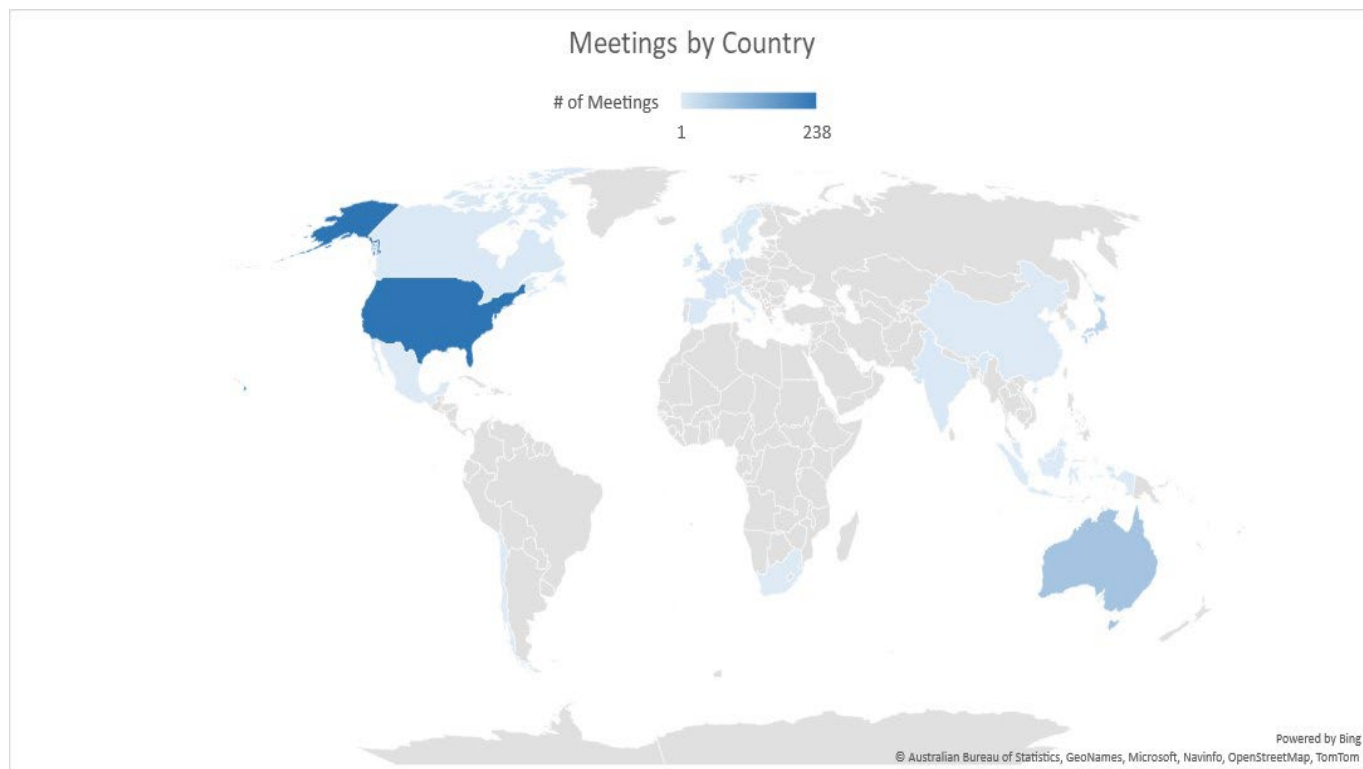 Meetings by Country
# of Meetings
1 238
Powered by Bing
© Australian Bureau of Statistics, GeoNames, Microsoft, Navinfo, OpenStreetMap, TomTom